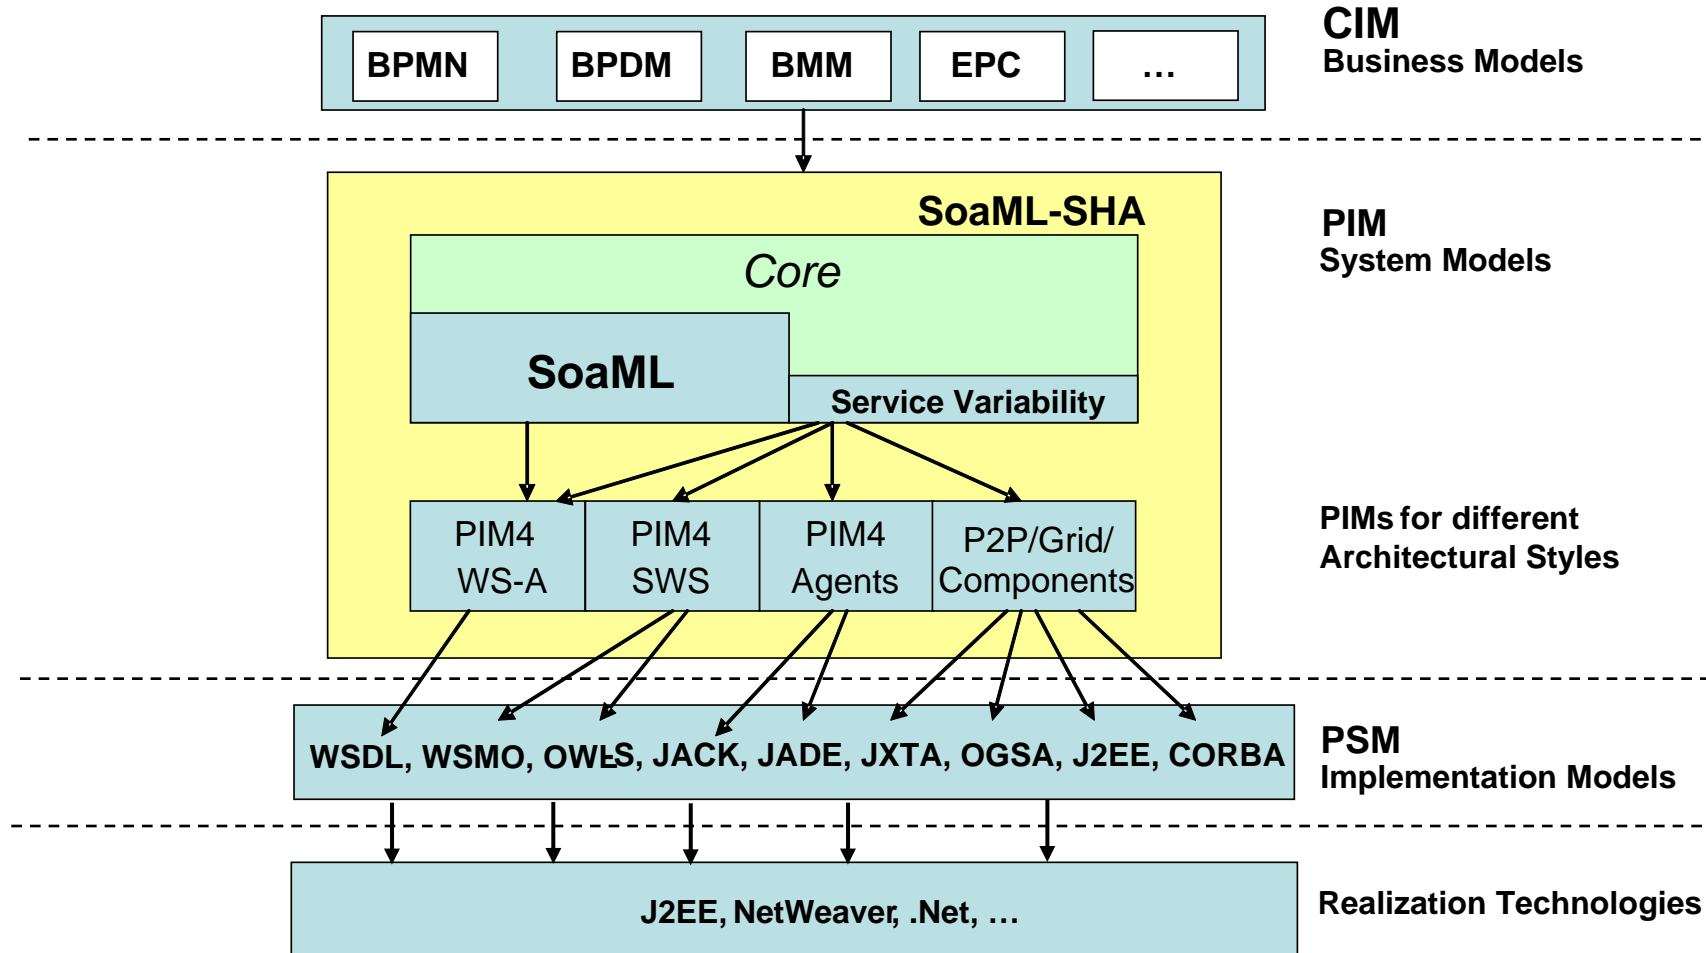 CIM
Business Models
BPMN
BPDM
BMM
EPC
...
SoaML-SHA
PIM
System Models
Core
SoaML
Service Variability
PIM4
WS-A
PIM4
SWS
PIM4
Agents
P2P/Grid/
Components
PIMs for different
Architectural Styles
WSDL, WSMO, OWL-S, JACK, JADE, JXTA, OGSA, J2EE, CORBA
PSM
Implementation Models
J2EE, NetWeaver, .Net, ...
Realization Technologies